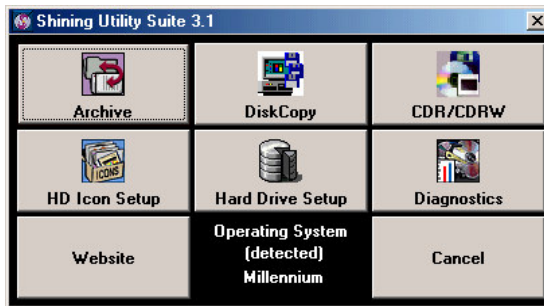 Shining Utility Suite 3.1
Archive
DiskCopy
CDR/CDRW
ICONS
HD Icon Setup
Hard Drive Setup
Diagnostics
Website
Operating System
(detected)
Millennium
Cancel